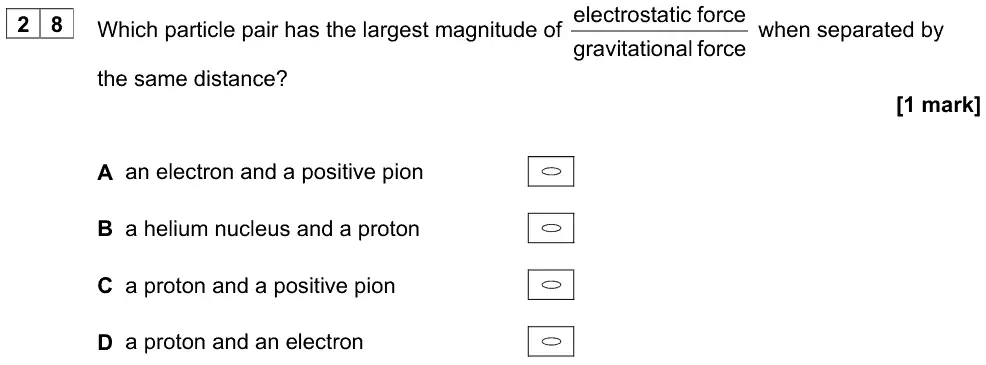 2 8 Which particle pair has the largest magnitude of electrostatic force / gravitational force when separated by
the same distance?
[1 mark]
A an electron and a positive pion
B a helium nucleus and a proton
C a proton and a positive pion
D a proton and an electron